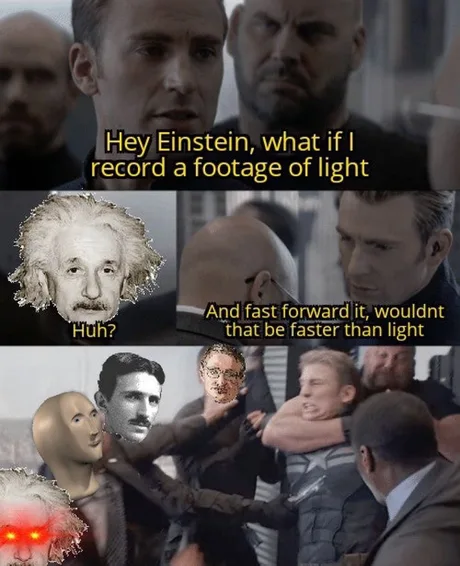 Hey Einstein, what if I
record a footage of light
Huh?
And fast forward it, wouldnt
that be faster than light